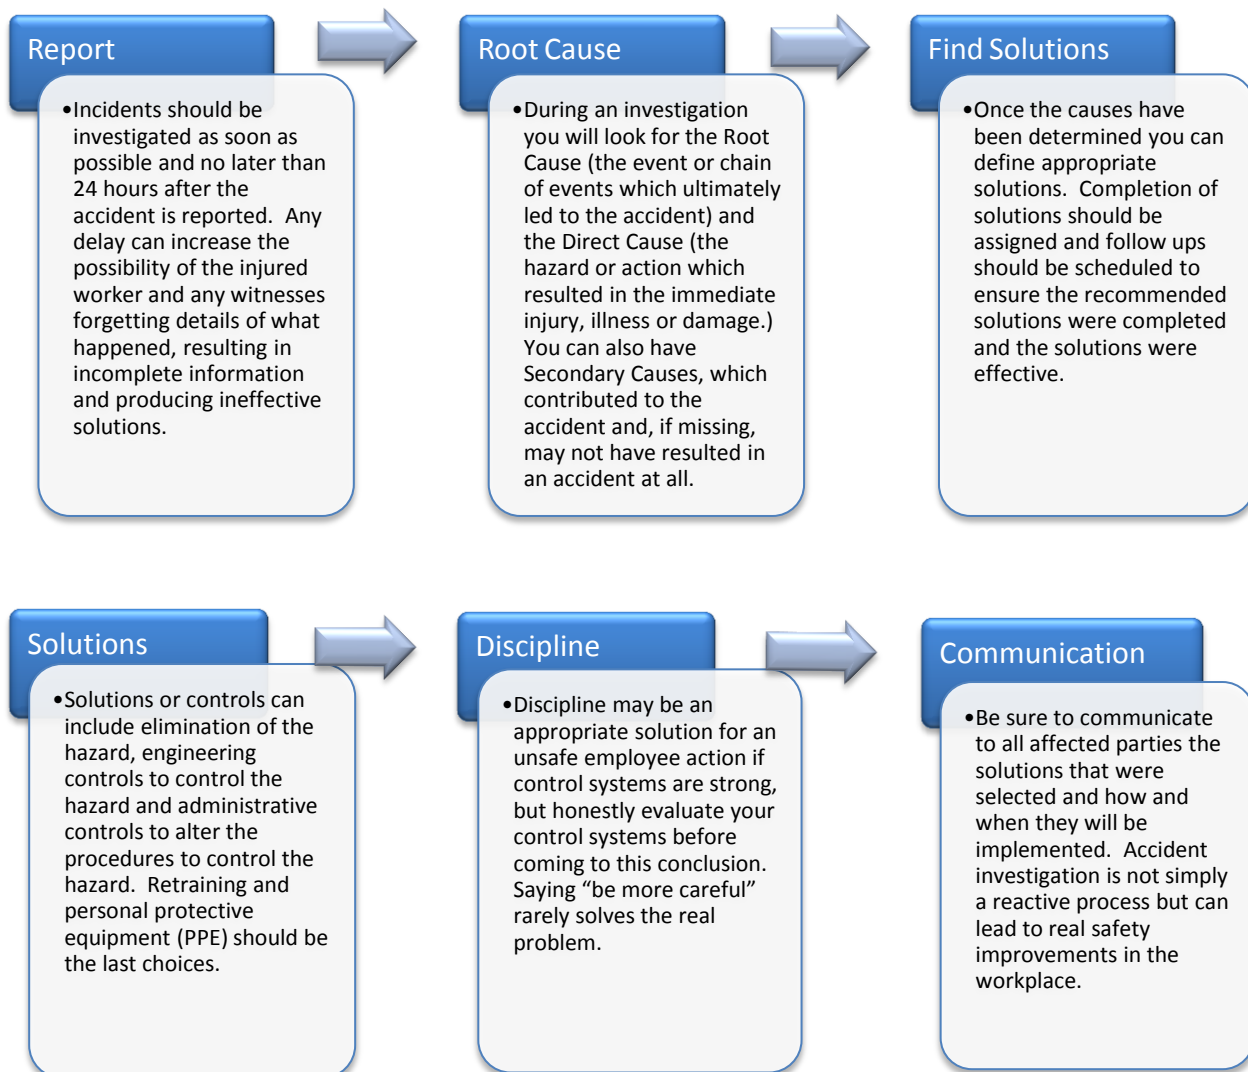 Report
•Incidents should be
investigated as soon as
possible and no later than
24 hours after the
accident is reported.  Any
delay can increase the
possibility of the injured
worker and any witnesses
forgetting details of what
happened, resulting in
incomplete information
and producing ineffective
solutions.
Root Cause
•During an investigation
you will look for the Root
Cause (the event or chain
of events which ultimately
led to the accident) and
the Direct Cause (the
hazard or action which
resulted in the immediate
injury, illness or damage.)
You can also have
Secondary Causes, which
contributed to the
accident and, if missing,
may not have resulted in
an accident at all.
Find Solutions
•Once the causes have
been determined you can
define appropriate
solutions.  Completion of
solutions should be
assigned and follow ups
should be scheduled to
ensure the recommended
solutions were completed
and the solutions were
effective.
Solutions
•Solutions or controls can
include elimination of the
hazard, engineering
controls to control the
hazard and administrative
controls to alter the
procedures to control the
hazard.  Retraining and
personal protective
equipment (PPE) should be
the last choices.
Discipline
•Discipline may be an
appropriate solution for an
unsafe employee action if
control systems are strong,
but honestly evaluate your
control systems before
coming to this conclusion.
Saying “be more careful”
rarely solves the real
problem.
Communication
•Be sure to communicate
to all affected parties the
solutions that were
selected and how and
when they will be
implemented.  Accident
investigation is not simply
a reactive process but can
lead to real safety
improvements in the
workplace.